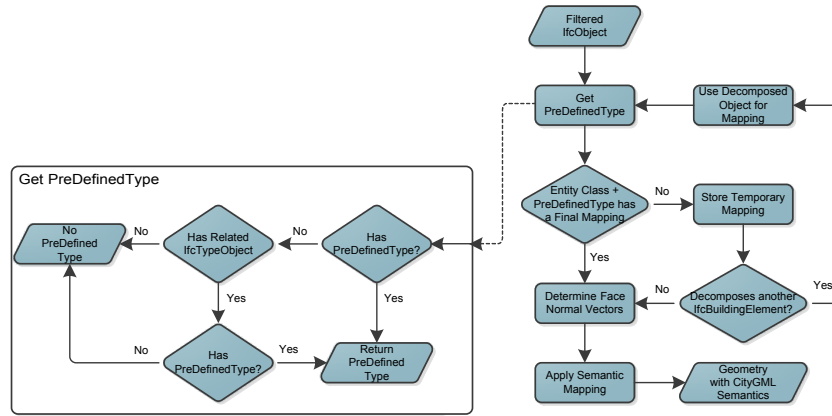 Filtered
IfcObject
Get
PreDefinedType
Use Decomposed
Object for
Mapping
Entity Class +
PreDefinedType has
a Final Mapping
No
Store Temporary
Mapping
Yes
Determine Face
Normal Vectors
No
Decomposes another
IfcBuildingElement?
Yes
Apply Semantic
Mapping
Geometry
with CityGML
Semantics
Get PreDefinedType
No
PreDefined
Type
No
Has Related
IfcTypeObject
No
Has
PreDefinedType?
Yes
Yes
No
Has
PreDefinedType?
Yes
Return
PreDefined
Type